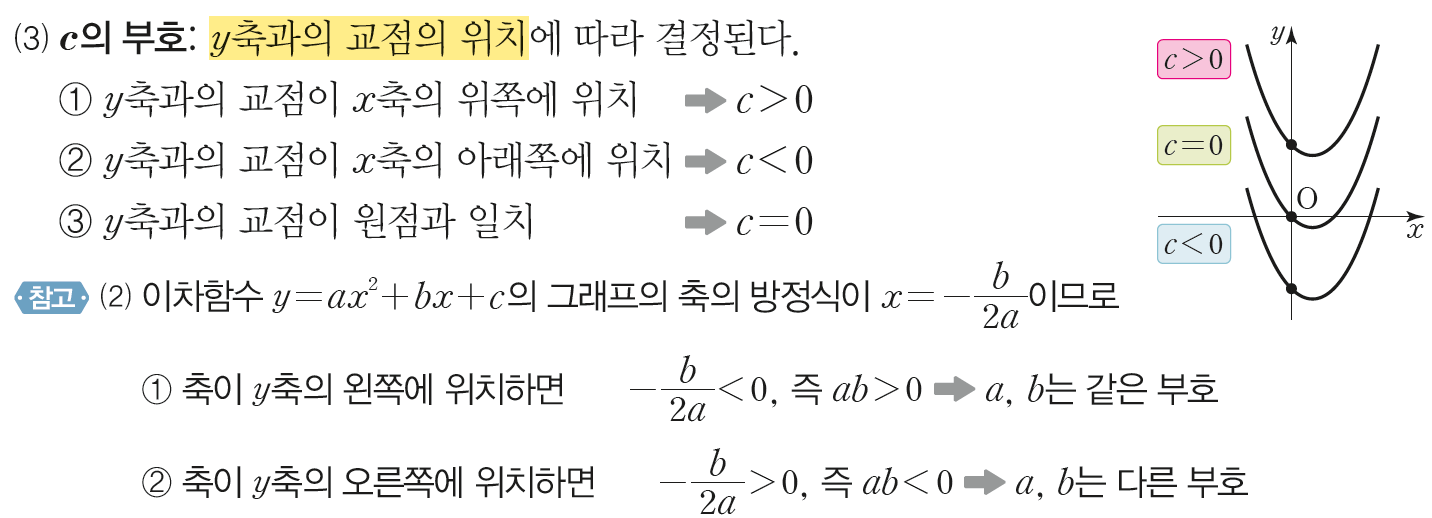 (3) c의 부호: y축과의 교점의 위치에 따라 결정된다.
① y축과의 교점이 x축의 위쪽에 위치 ➡ c>0
② y축과의 교점이 x축의 아래쪽에 위치 ➡ c<0
③ y축과의 교점이 원점과 일치 ➡ c=0
참고 (2) 이차함수 y=ax²+bx+c의 그래프의 축의 방정식이 x=-b/2a이므로
① 축이 y축의 왼쪽에 위치하면 -b/2a<0, 즉 ab>0 ➡ a, b는 같은 부호
② 축이 y축의 오른쪽에 위치하면 -b/2a>0, 즉 ab<0 ➡ a, b는 다른 부호
y
c>0
c=0
O
x
c<0